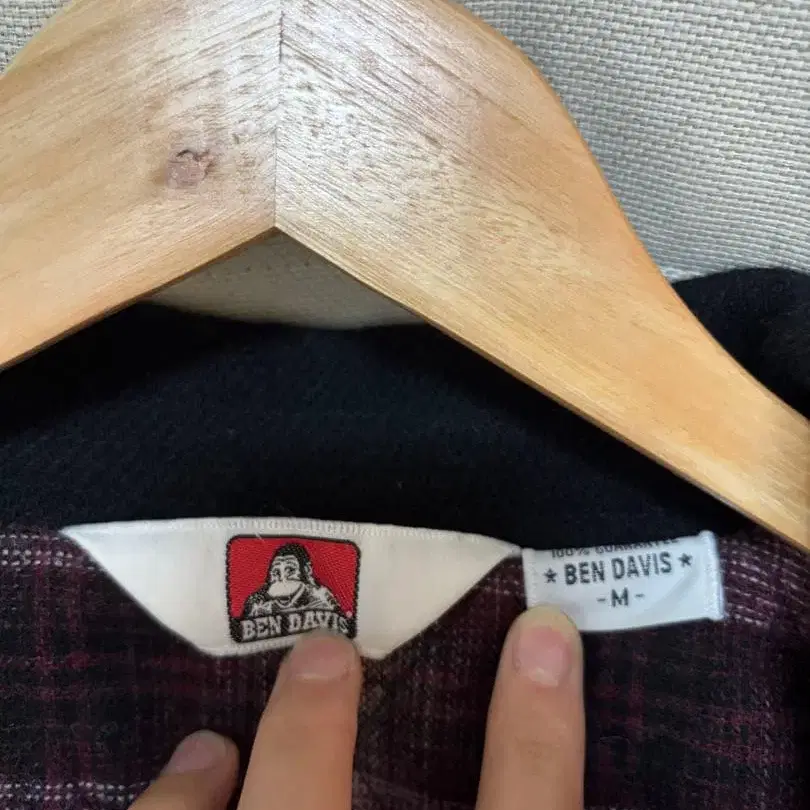 BEN DAVIS
100% GUARANTEE
★ BEN DAVIS ★
-M-